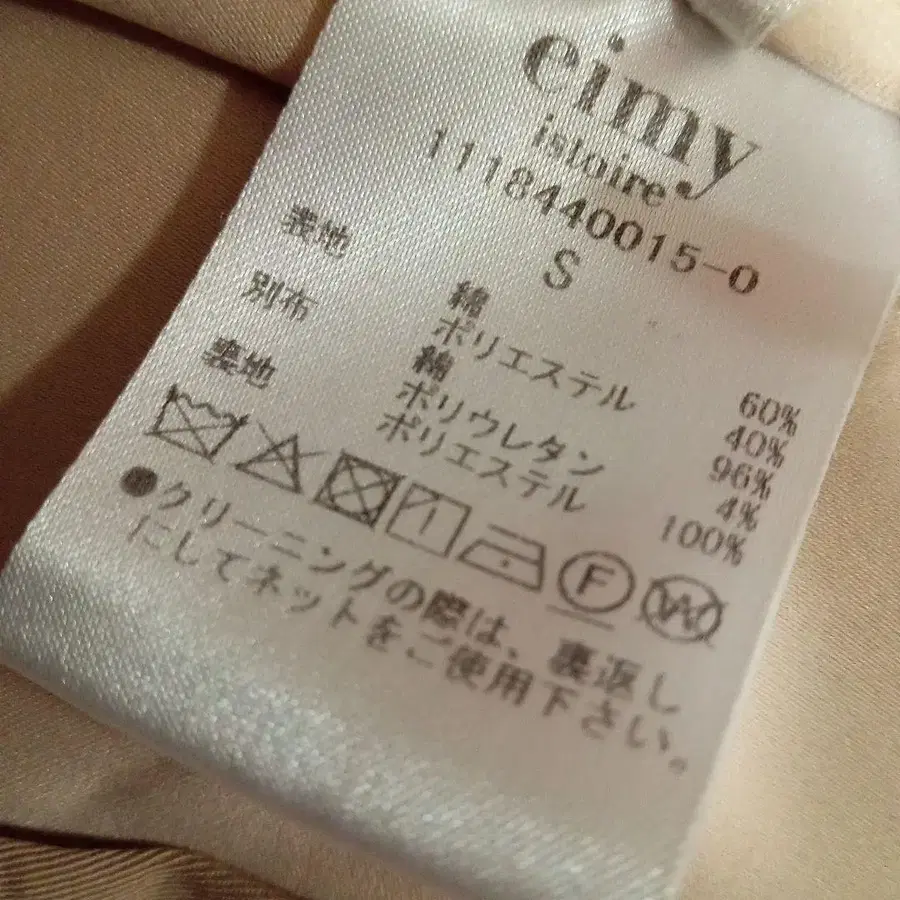 eimy
istoire
1118440015-0
S
表地 綿 60%
ポリエステル 40%
別布 綿 96%
ポリウレタン 4%
裏地 ポリエステル 100%
F
W
●クリーニングの際は、裏返し
にしてネットをご使用下さい。